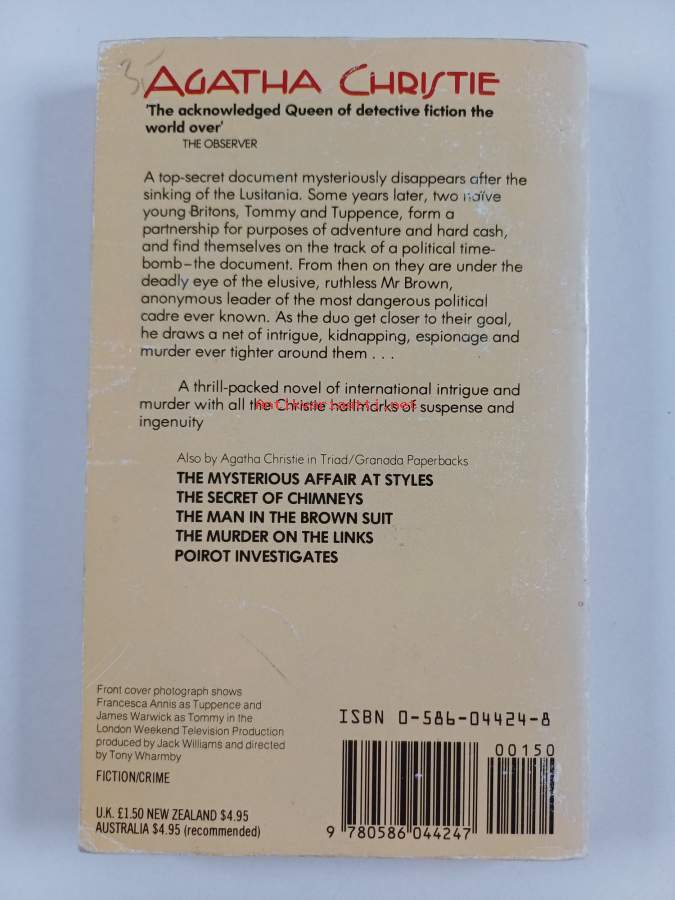 3,-
AGATHA CHRISTIE
'The acknowledged Queen of detective fiction the
world over'
THE OBSERVER
A top-secret document mysteriously disappears after the
sinking of the Lusitania. Some years later, two naïve
young Britons, Tommy and Tuppence, form a
partnership for purposes of adventure and hard cash,
and find themselves on the track of a political time-
bomb–the document. From then on they are under the
deadly eye of the elusive, ruthless Mr Brown,
anonymous leader of the most dangerous political
cadre ever known. As the duo get closer to their goal,
he draws a net of intrigue, kidnapping, espionage and
murder ever tighter around them . . .
A thrill-packed novel of international intrigue and
murder with all the Christie hallmarks of suspense and
ingenuity
Antikvariaatti.net
Also by Agatha Christie in Triad/Granada Paperbacks
THE MYSTERIOUS AFFAIR AT STYLES
THE SECRET OF CHIMNEYS
THE MAN IN THE BROWN SUIT
THE MURDER ON THE LINKS
POIROT INVESTIGATES
Front cover photograph shows
Francesca Annis as Tuppence and
James Warwick as Tommy in the
London Weekend Television Production
produced by Jack Williams and directed
by Tony Wharmby
FICTION/CRIME
U.K. £1.50 NEW ZEALAND $4.95
AUSTRALIA $4.95 (recommended)
ISBN 0-586-04424-8
00150
9 780586 044247